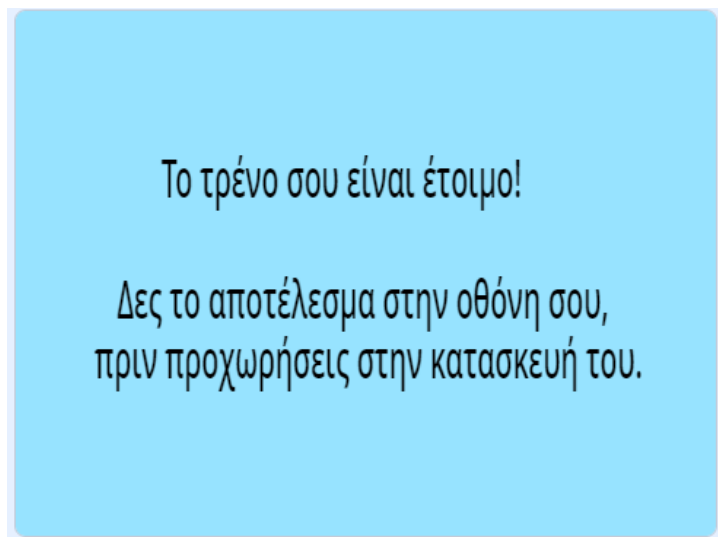 Το τρένο σου είναι έτοιμο!
Δες το αποτέλεσμα στην οθόνη σου,
πριν προχωρήσεις στην κατασκευή του.